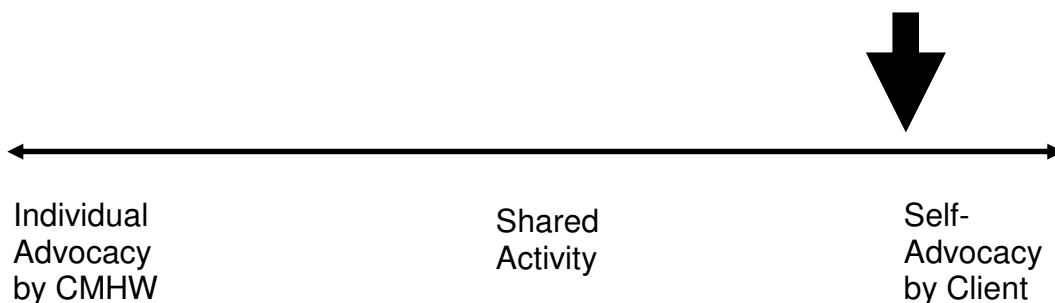 Individual
Advocacy
by CMHW
Shared
Activity
Self-
Advocacy
by Client